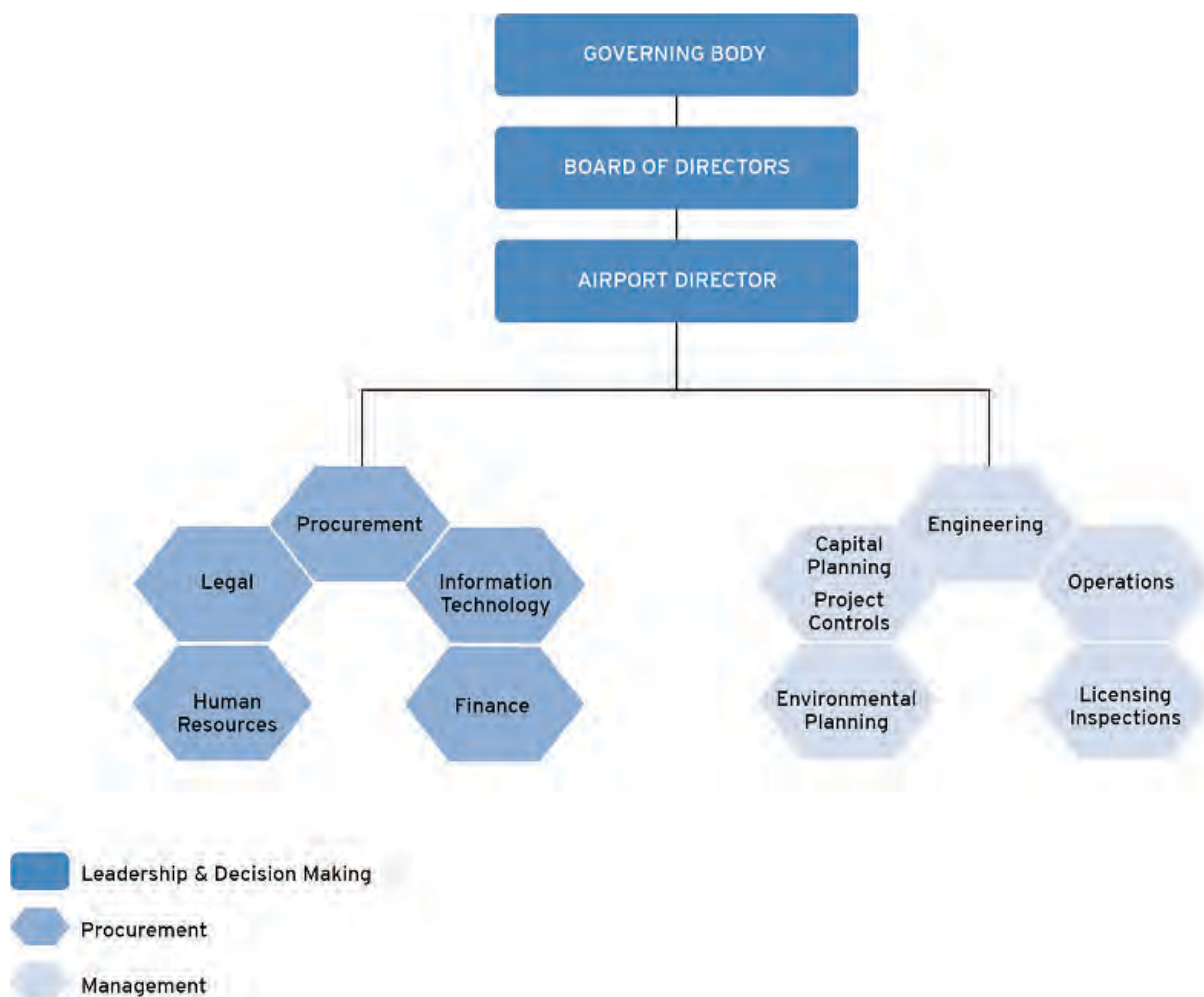 GOVERNING BODY
BOARD OF DIRECTORS
AIRPORT DIRECTOR
Procurement
Legal
Information
Technology
Human
Resources
Finance
Engineering
Capital
Planning
Project
Controls
Operations
Environmental
Planning
Licensing
Inspections
Leadership & Decision Making
Procurement
Management